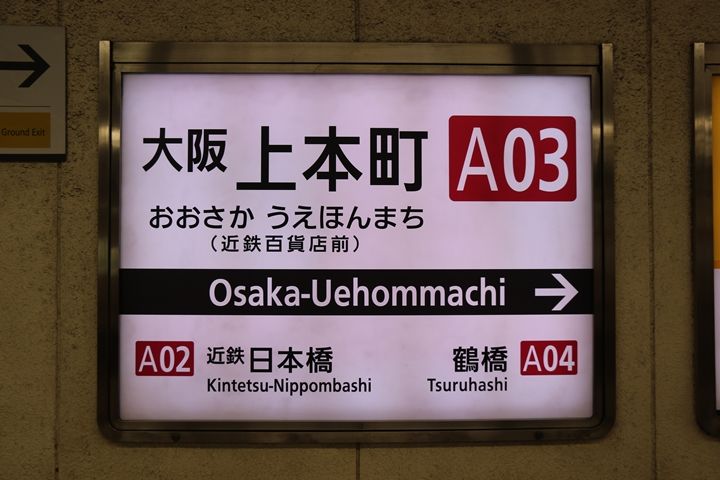 Ground Exit
大阪 上本町 A03
おおさか うえほんまち
（近鉄百貨店前）
Osaka-Uehommachi
A02 近鉄日本橋
Kintetsu-Nippombashi
鶴橋 A04
Tsuruhashi